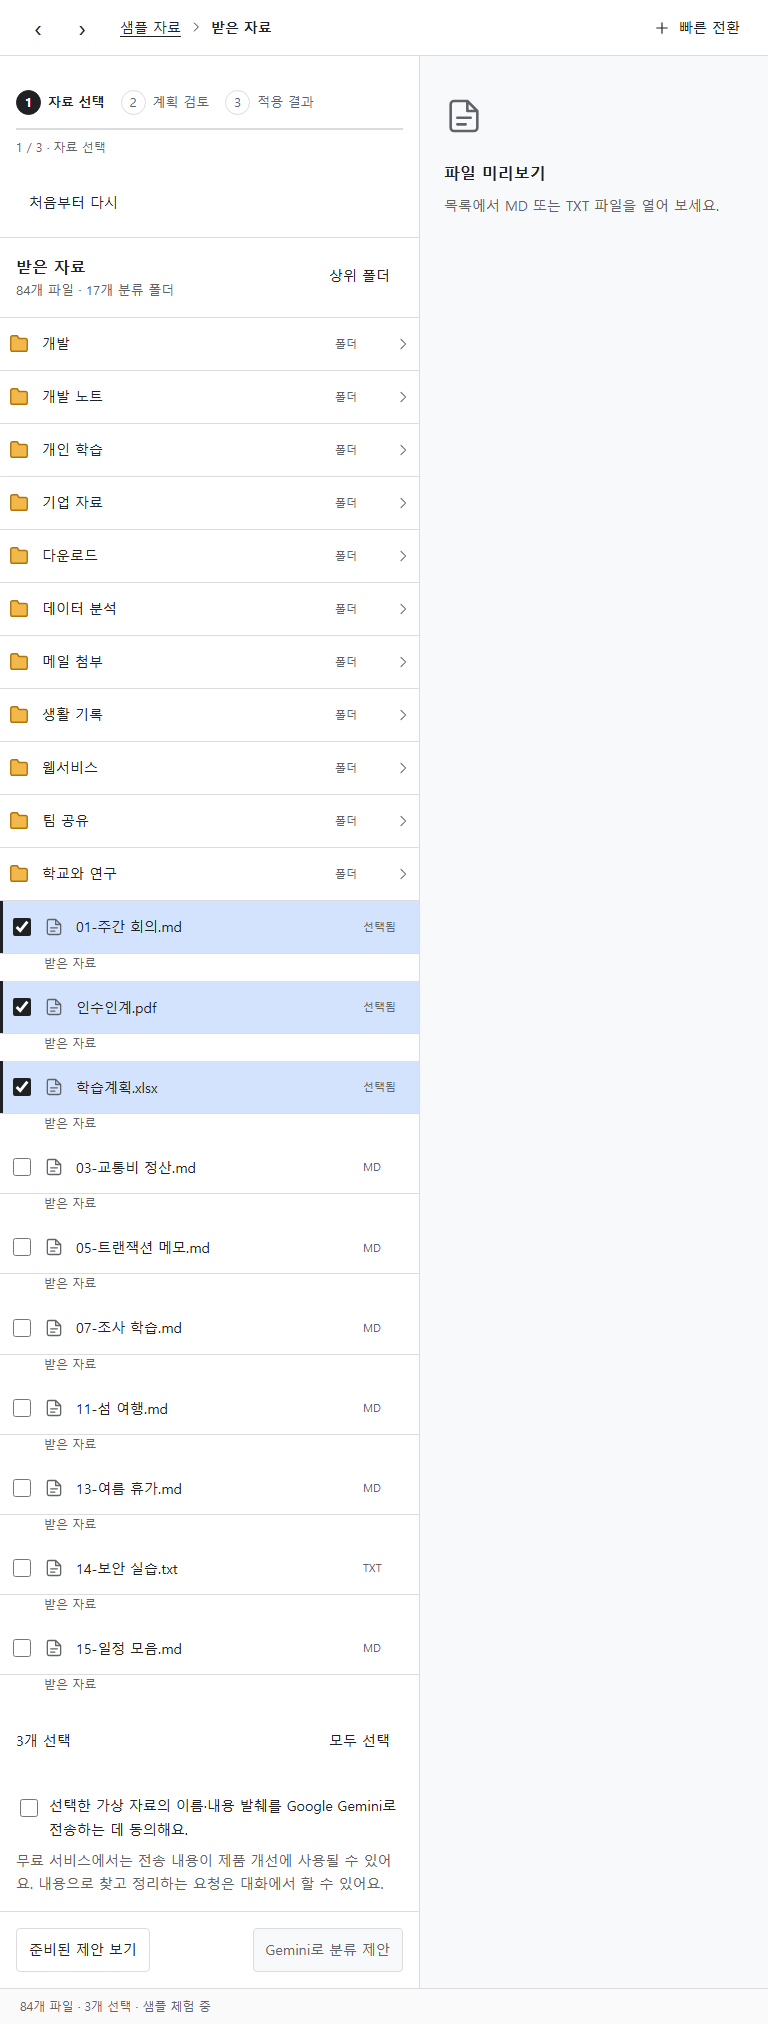 샘플 자료 > 받은 자료
+ 빠른 전환
1 자료 선택 2 계획 검토 3 적용 결과
1 / 3 · 자료 선택
처음부터 다시
받은 자료
84개 파일 · 17개 분류 폴더
상위 폴더
개발 폴더
개발 노트 폴더
개인 학습 폴더
기업 자료 폴더
다운로드 폴더
데이터 분석 폴더
메일 첨부 폴더
생활 기록 폴더
웹서비스 폴더
팀 공유 폴더
학교와 연구 폴더
01-주간 회의.md 선택됨
받은 자료
인수인계.pdf 선택됨
받은 자료
학습계획.xlsx 선택됨
받은 자료
03-교통비 정산.md MD
받은 자료
05-트랜잭션 메모.md MD
받은 자료
07-조사 학습.md MD
받은 자료
11-섬 여행.md MD
받은 자료
13-여름 휴가.md MD
받은 자료
14-보안 실습.txt TXT
받은 자료
15-일정 모음.md MD
받은 자료
3개 선택 모두 선택
선택한 가상 자료의 이름·내용 발췌를 Google Gemini로
전송하는 데 동의해요.
무료 서비스에서는 전송 내용이 제품 개선에 사용될 수 있어
요. 내용으로 찾고 정리하는 요청은 대화에서 할 수 있어요.
준비된 제안 보기 Gemini로 분류 제안
파일 미리보기
목록에서 MD 또는 TXT 파일을 열어 보세요.
84개 파일 · 3개 선택 · 샘플 체험 중